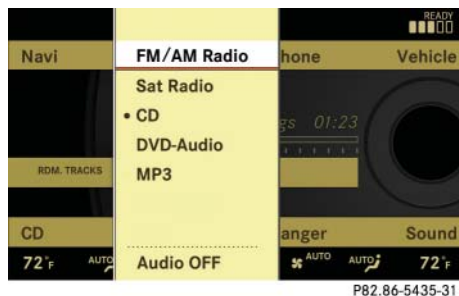 READY
Navi FM/AM Radio hone Vehicle
Sat Radio
• CD
gs 01:23
DVD-Audio
RDM. TRACKS MP3
CD anger Sound
72°F AUTO Audio OFF AUTO AUTO 72°F
P82.86-5435-31